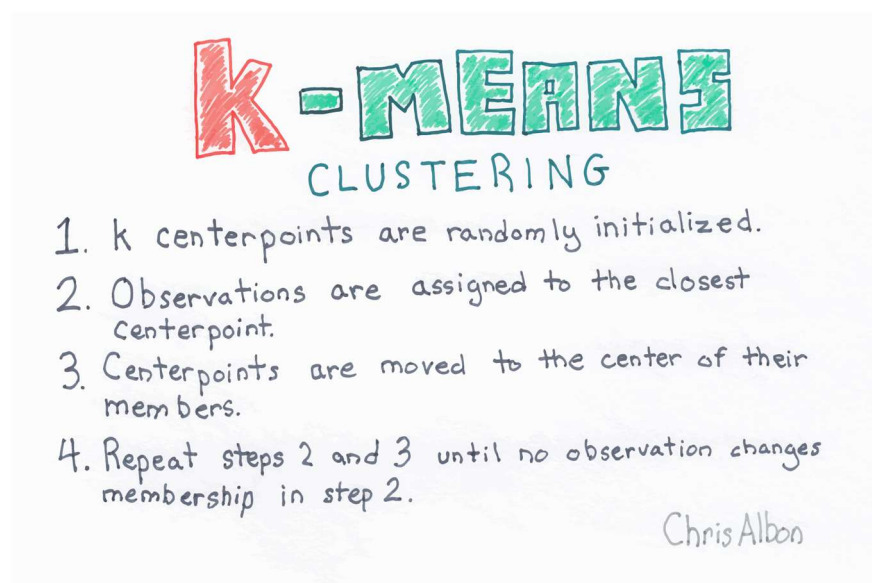 K-MEANS
CLUSTERING
1. K centerpoints are randomly initialized.
2. Observations are assigned to the closest
centerpoint.
3. Centerpoints are moved to the center of their
members.
4. Repeat steps 2 and 3 until no observation changes
membership in step 2.
Chris Albon